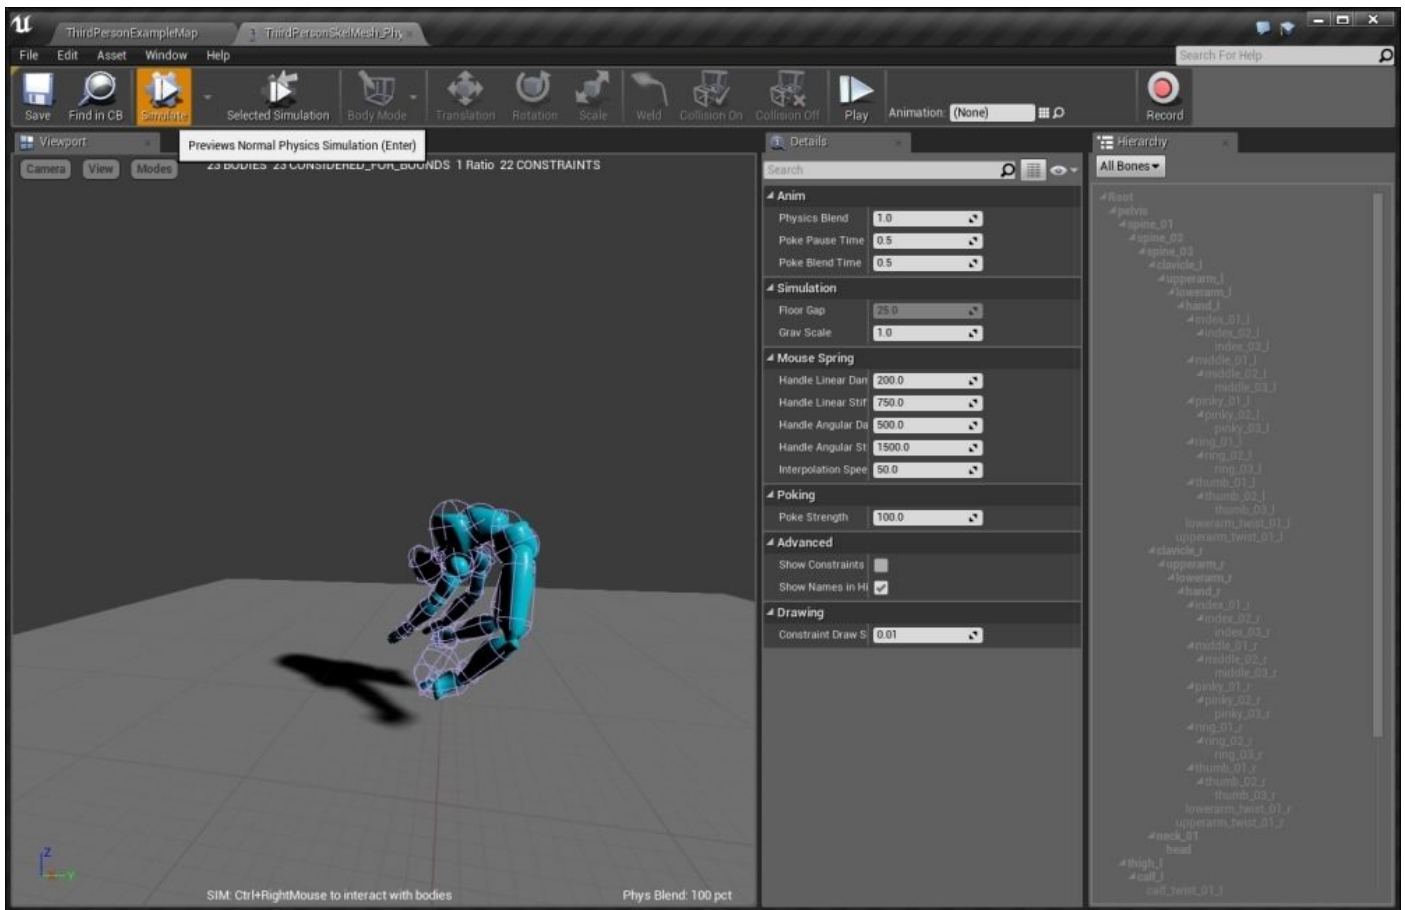 ThirdPersonExampleMap
ThirdPersonSkelMesh_Phy
File Edit Asset Window Help
Search For Help
Save
Find in CB
Simulate
Selected Simulation
Body Mode
Translation
Rotation
Scale
Weld
Collision On
Collision Off
Play
Animation: (None)
Record
Previews Normal Physics Simulation (Enter)
Viewport
Camera View Modes
23 BODIES 23 CONSIDERED_FOR_BOUNDS 1 Ratio 22 CONSTRAINTS
SIM: Ctrl+RightMouse to interact with bodies
Phys Blend: 100 pct
Z
Y
Details
Search
Anim
Physics Blend 1.0
Poke Pause Time 0.5
Poke Blend Time 0.5
Simulation
Floor Gap 25.0
Grav Scale 1.0
Mouse Spring
Handle Linear Dam 200.0
Handle Linear Stif 750.0
Handle Angular Da 500.0
Handle Angular St 1500.0
Interpolation Spee 50.0
Poking
Poke Strength 100.0
Advanced
Show Constraints
Show Names in Hi
Drawing
Constraint Draw S 0.01
Hierarchy
All Bones
Root
pelvis
spine_01
spine_02
spine_03
clavicle_l
upperarm_l
lowerarm_l
hand_l
index_01_l
index_02_l
index_03_l
middle_01_l
middle_02_l
middle_03_l
pinky_01_l
pinky_02_l
pinky_03_l
ring_01_l
ring_02_l
ring_03_l
thumb_01_l
thumb_02_l
thumb_03_l
lowerarm_twist_01_l
upperarm_twist_01_l
clavicle_r
upperarm_r
lowerarm_r
hand_r
index_01_r
index_02_r
index_03_r
middle_01_r
middle_02_r
middle_03_r
pinky_01_r
pinky_02_r
pinky_03_r
ring_01_r
ring_02_r
ring_03_r
thumb_01_r
thumb_02_r
thumb_03_r
lowerarm_twist_01_r
upperarm_twist_01_r
neck_01
head
thigh_l
calf_l
calf_twist_01_l